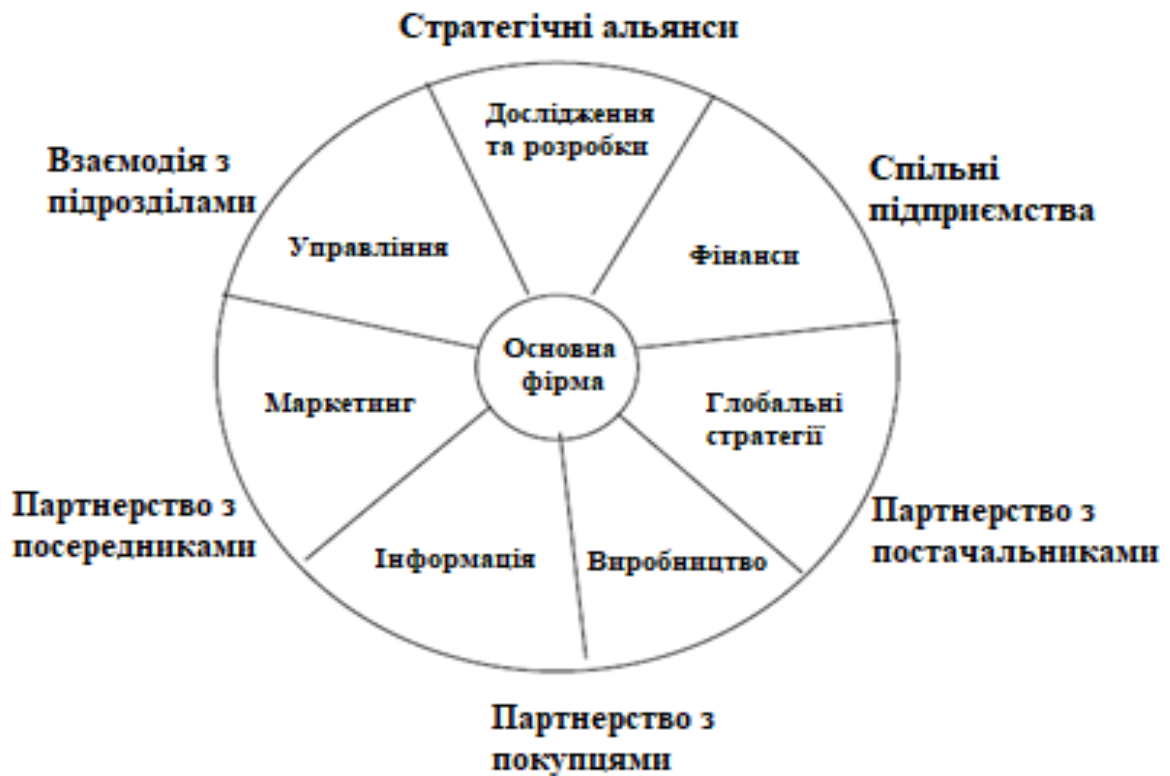 Стратегічні альянси
Дослідження
та розробки
Взаємодія з
підрозділами
Спільні
підприємства
Управління
Фінанси
Основна
фірма
Маркетинг
Глобальні
стратегії
Партнерство з
посередниками
Партнерство з
постачальниками
Інформація
Виробництво
Партнерство з
покупцями